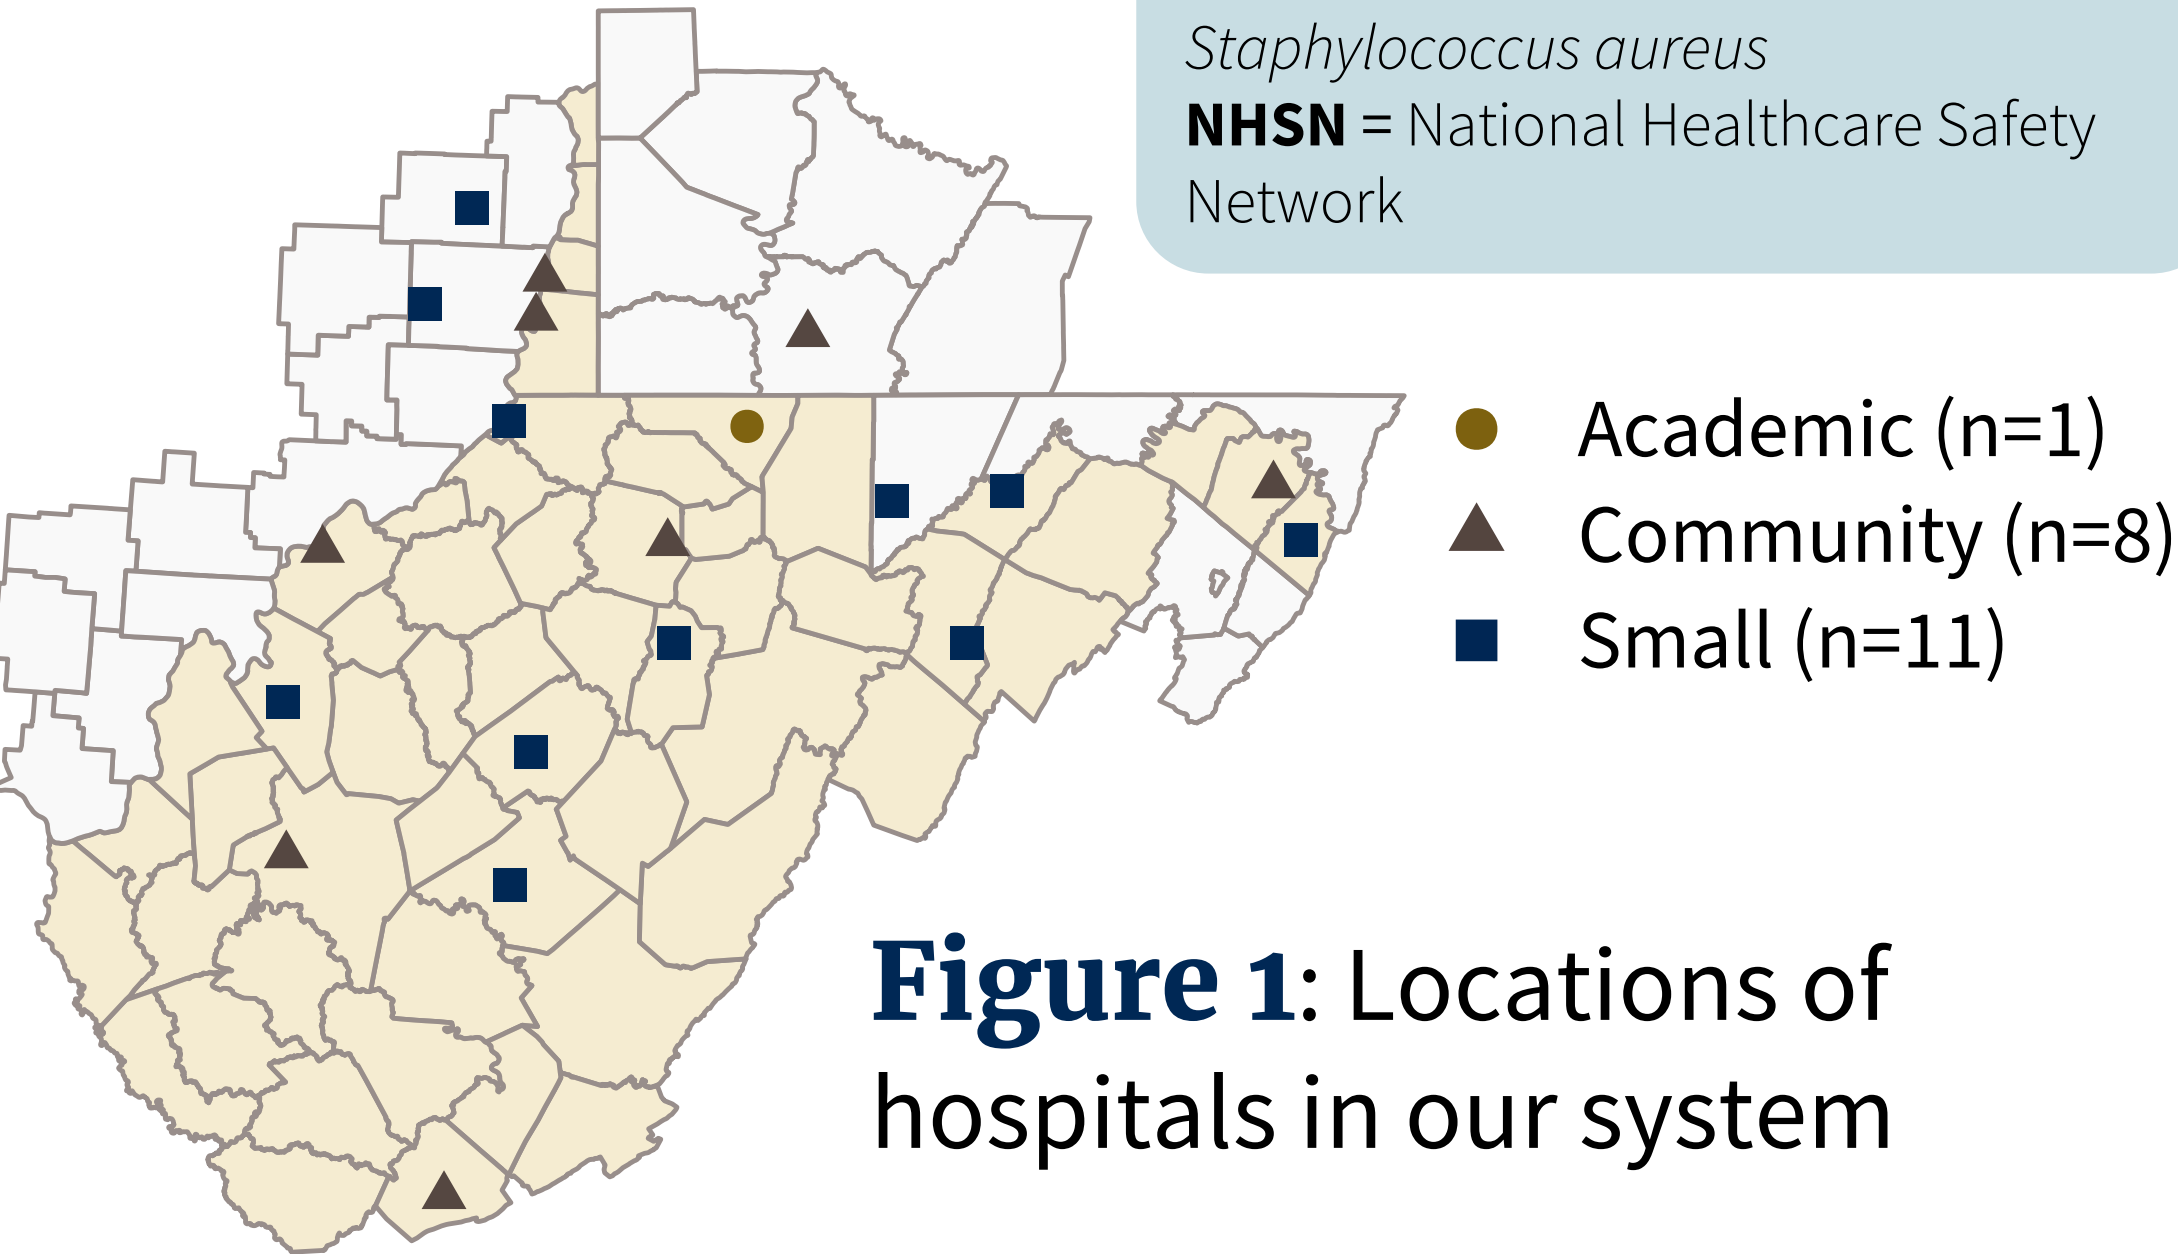 Staphylococcus aureus
NHSN = National Healthcare Safety
Network
Academic (n=1)
Community (n=8)
Small (n=11)
Figure 1: Locations of
hospitals in our system